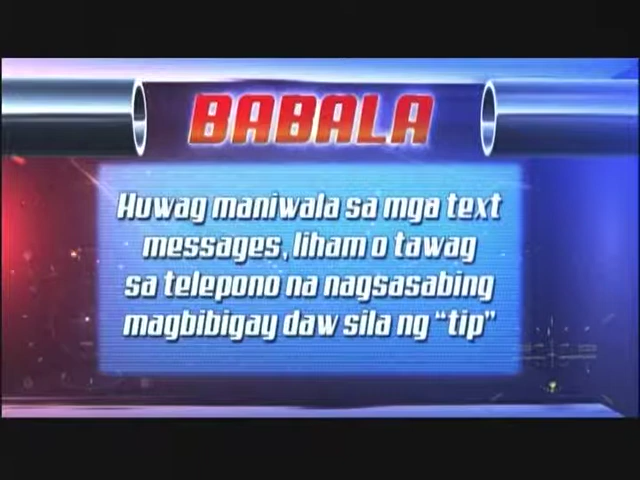 BABALA
Huwag maniwala sa mga text
messages, liham o tawag
sa telepono na nagsasabing
magbibigay daw sila ng "tip"